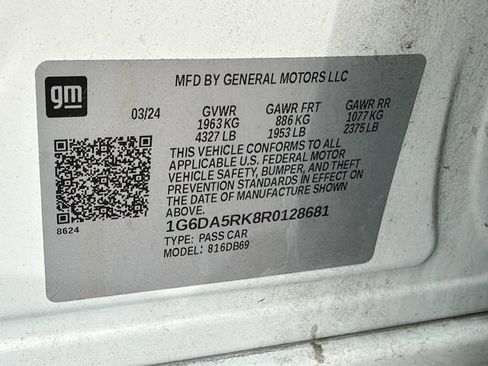 gm
MFD BY GENERAL MOTORS LLC
03/24 GVWR GAWR FRT GAWR RR
1963 KG 886 KG 1077 KG
4327 LB 1953 LB 2375 LB
THIS VEHICLE CONFORMS TO ALL
APPLICABLE U.S. FEDERAL MOTOR
VEHICLE SAFETY, BUMPER, AND THEFT
PREVENTION STANDARDS IN EFFECT ON
THE DATE OF MANUFACTURE SHOWN
ABOVE.
8624
1G6DA5RK8R0128681
TYPE: PASS CAR
MODEL: 816DB69